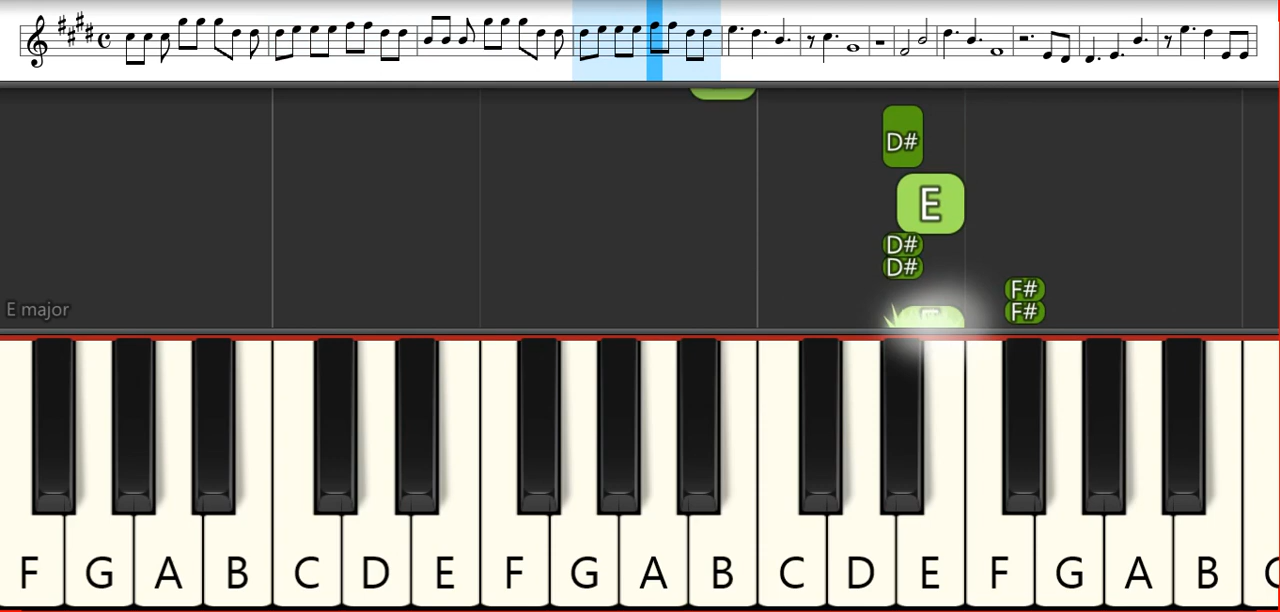 D#
E
D#
D#
F#
E major
F#
F G A B C D E F G A B C D E F G A B